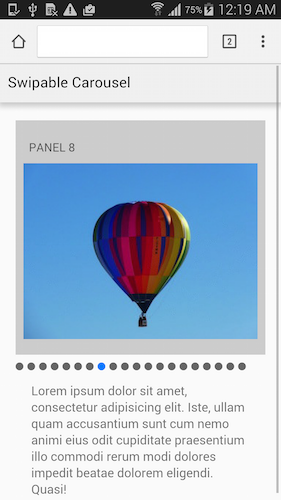 75% 12:19 AM
2
Swipable Carousel
PANEL 8
Lorem ipsum dolor sit amet,
consectetur adipisicing elit. Iste, ullam
quam accusantium sunt cum nemo
animi eius odit cupiditate praesentium
illo commodi rerum modi dolores
impedit beatae dolorem eligendi.
Quasi!